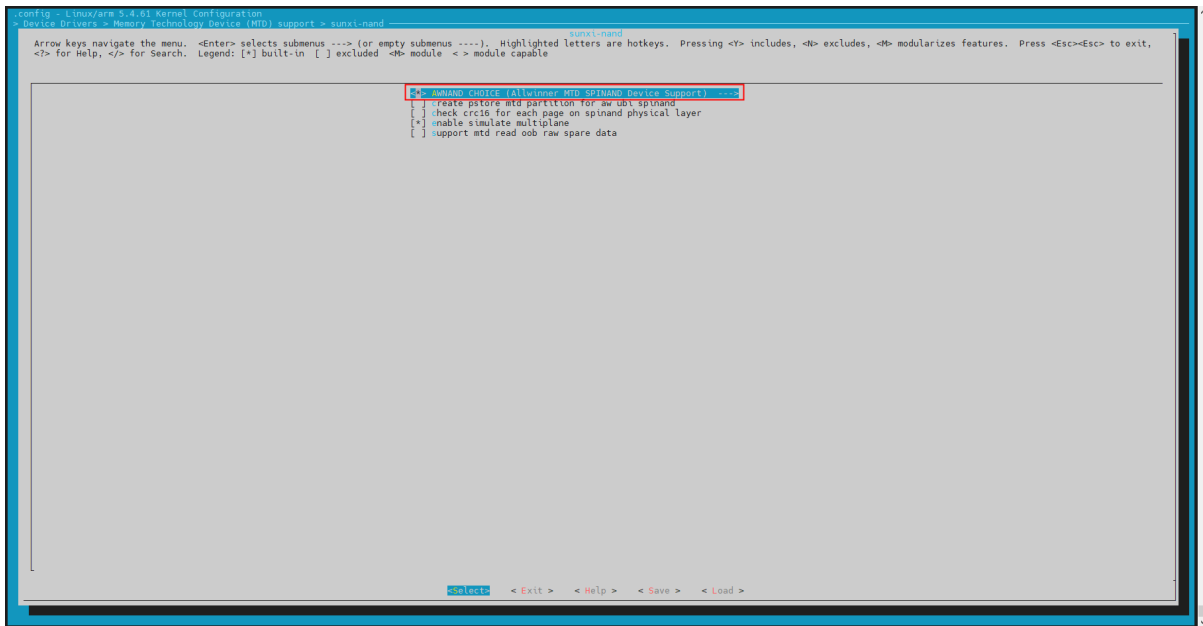 .config - Linux/arm 5.4.61 Kernel Configuration
> Device Drivers > Memory Technology Device (MTD) support > sunxi-nand
sunxi-nand
Arrow keys navigate the menu. <Enter> selects submenus ---> (or empty submenus ----). Highlighted letters are hotkeys. Pressing <Y> includes, <N> excludes, <M> modularizes features. Press <Esc><Esc> to exit,
<?> for Help, </> for Search. Legend: [*] built-in [ ] excluded <M> module < > module capable
<*> AWNAND CHOICE (Allwinner MTD SPINAND Device Support) --->
[ ] create pstore mtd partition for aw ubi spinand
[ ] check crc16 for each page on spinand physical layer
[*] enable simulate multiplane
[ ] support mtd read oob raw spare data
<Select> < Exit > < Help > < Save > < Load >